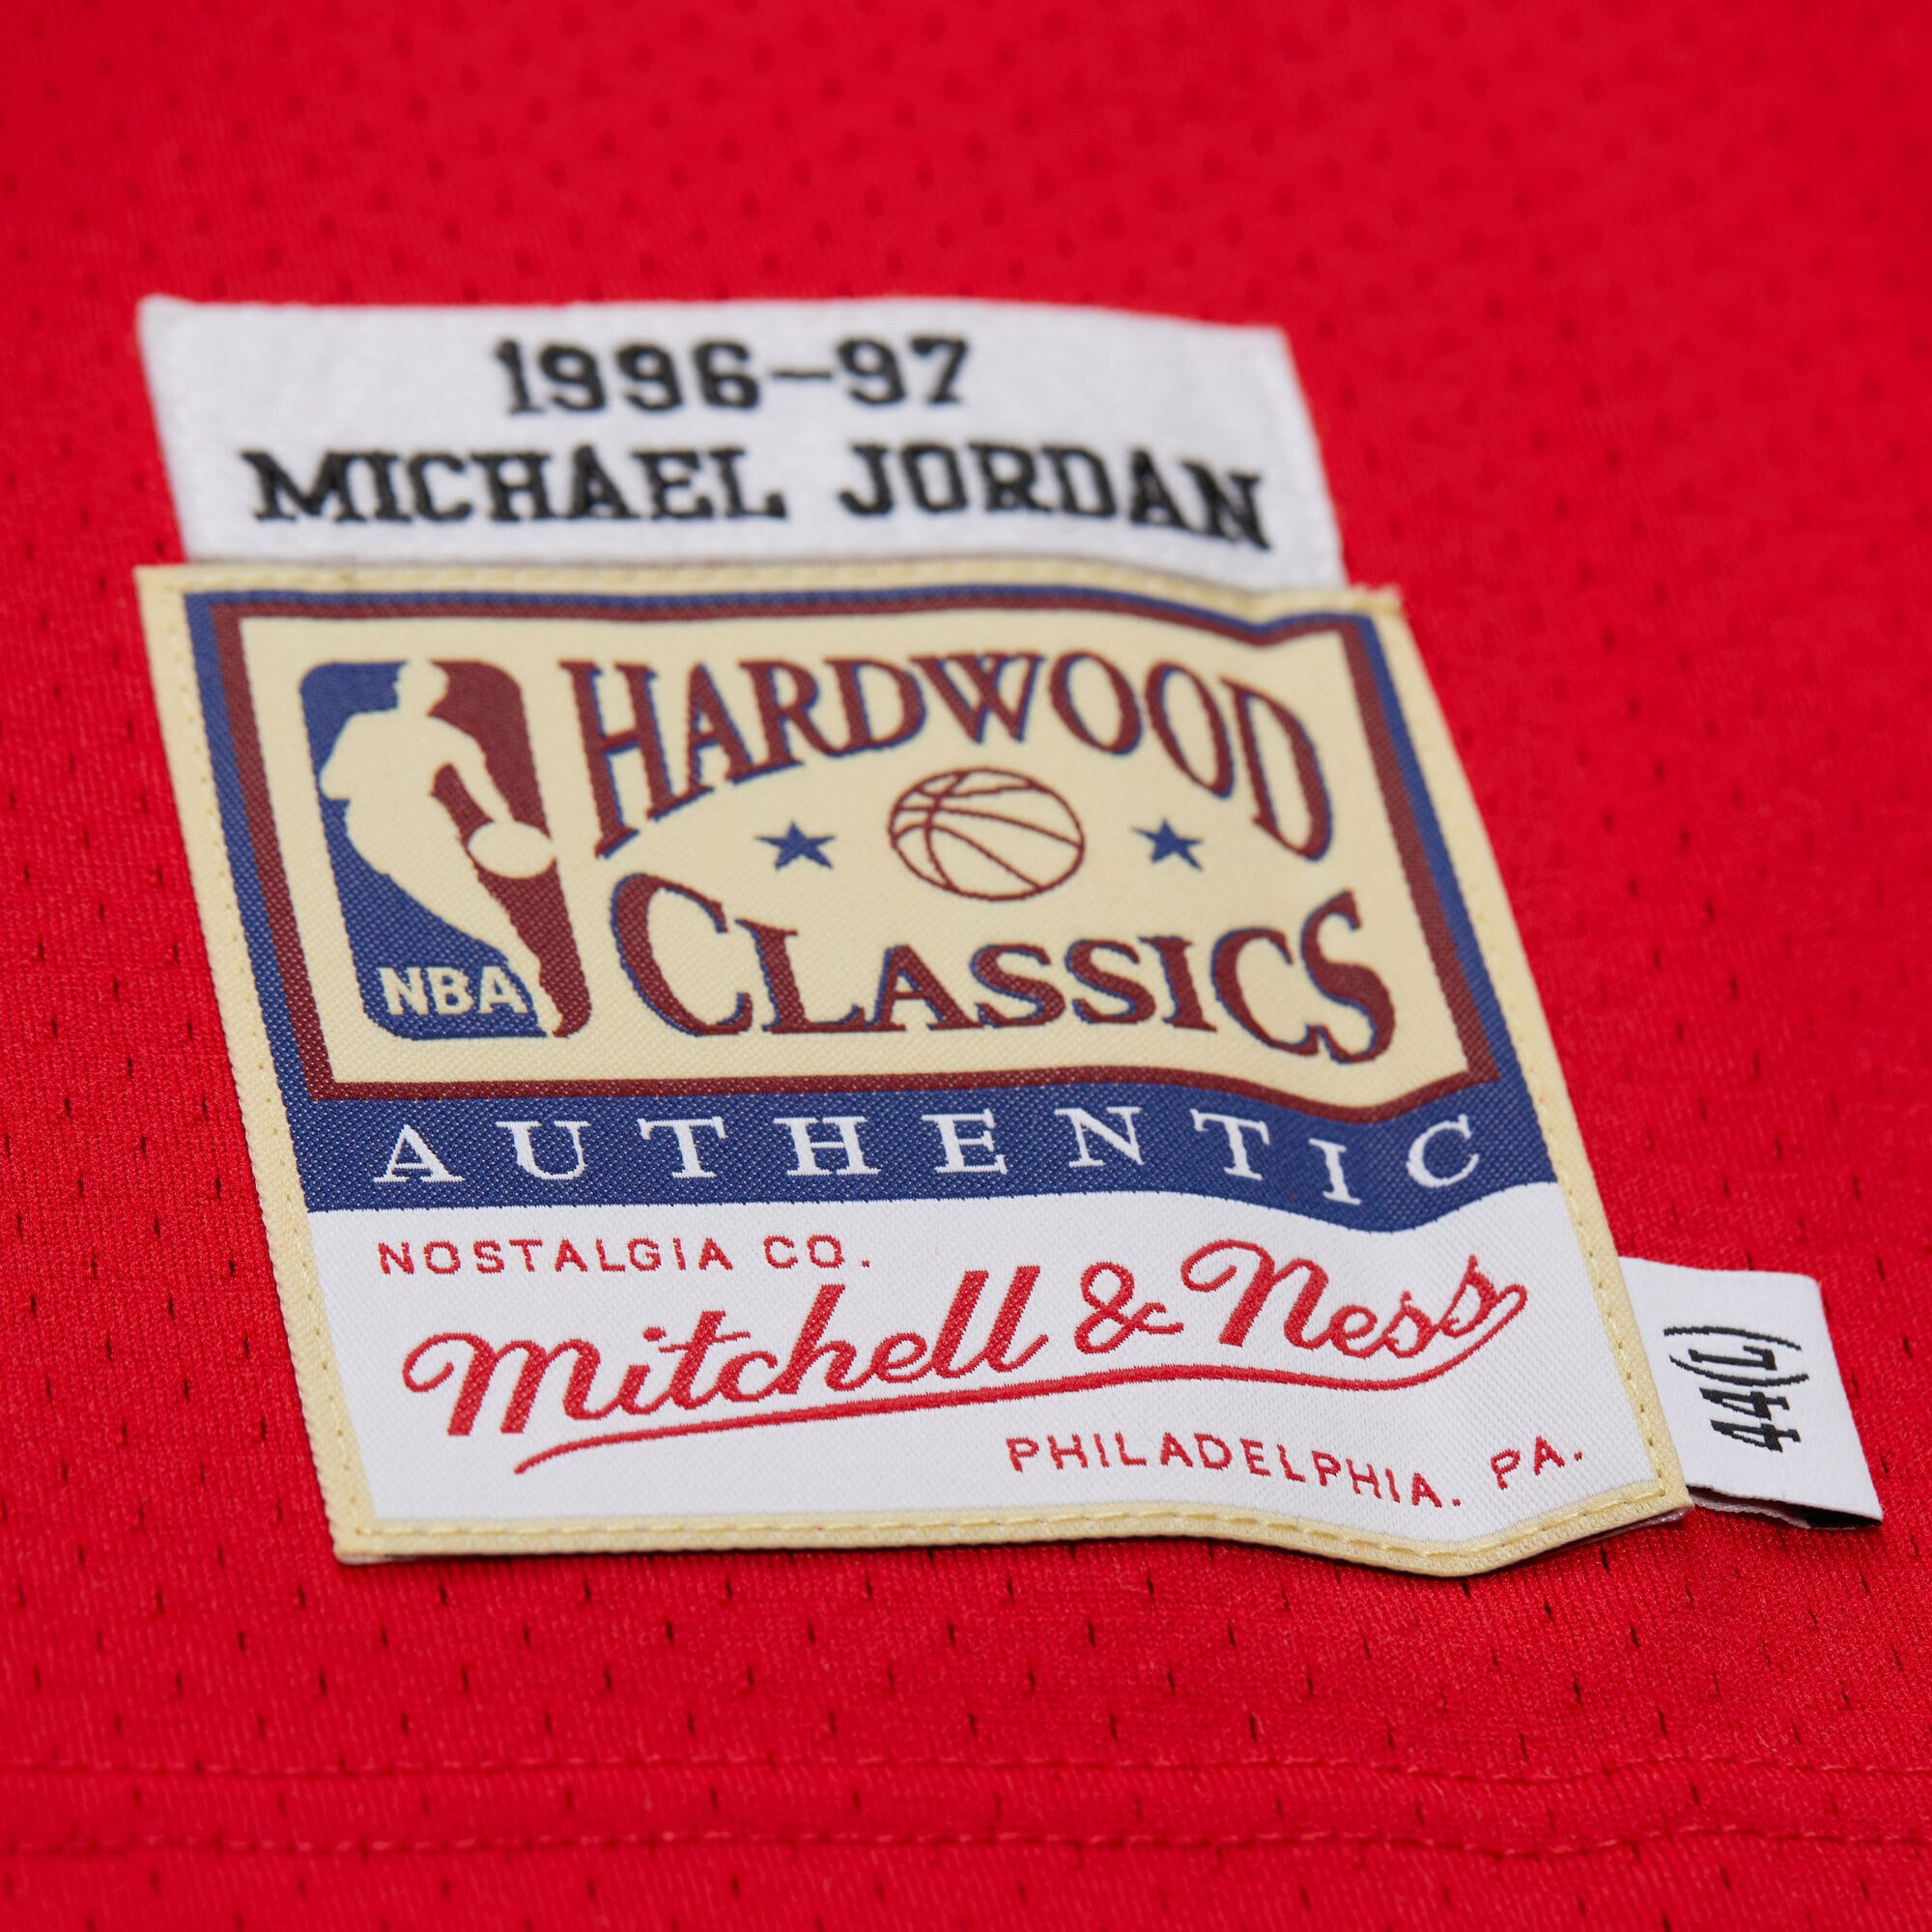 1996-97
MICHAEL JORDAN
HARDWOOD
CLASSICS
NBA
AUTHENTIC
NOSTALGIA CO.
Mitchell & Ness
PHILADELPHIA. PA.
44(L)